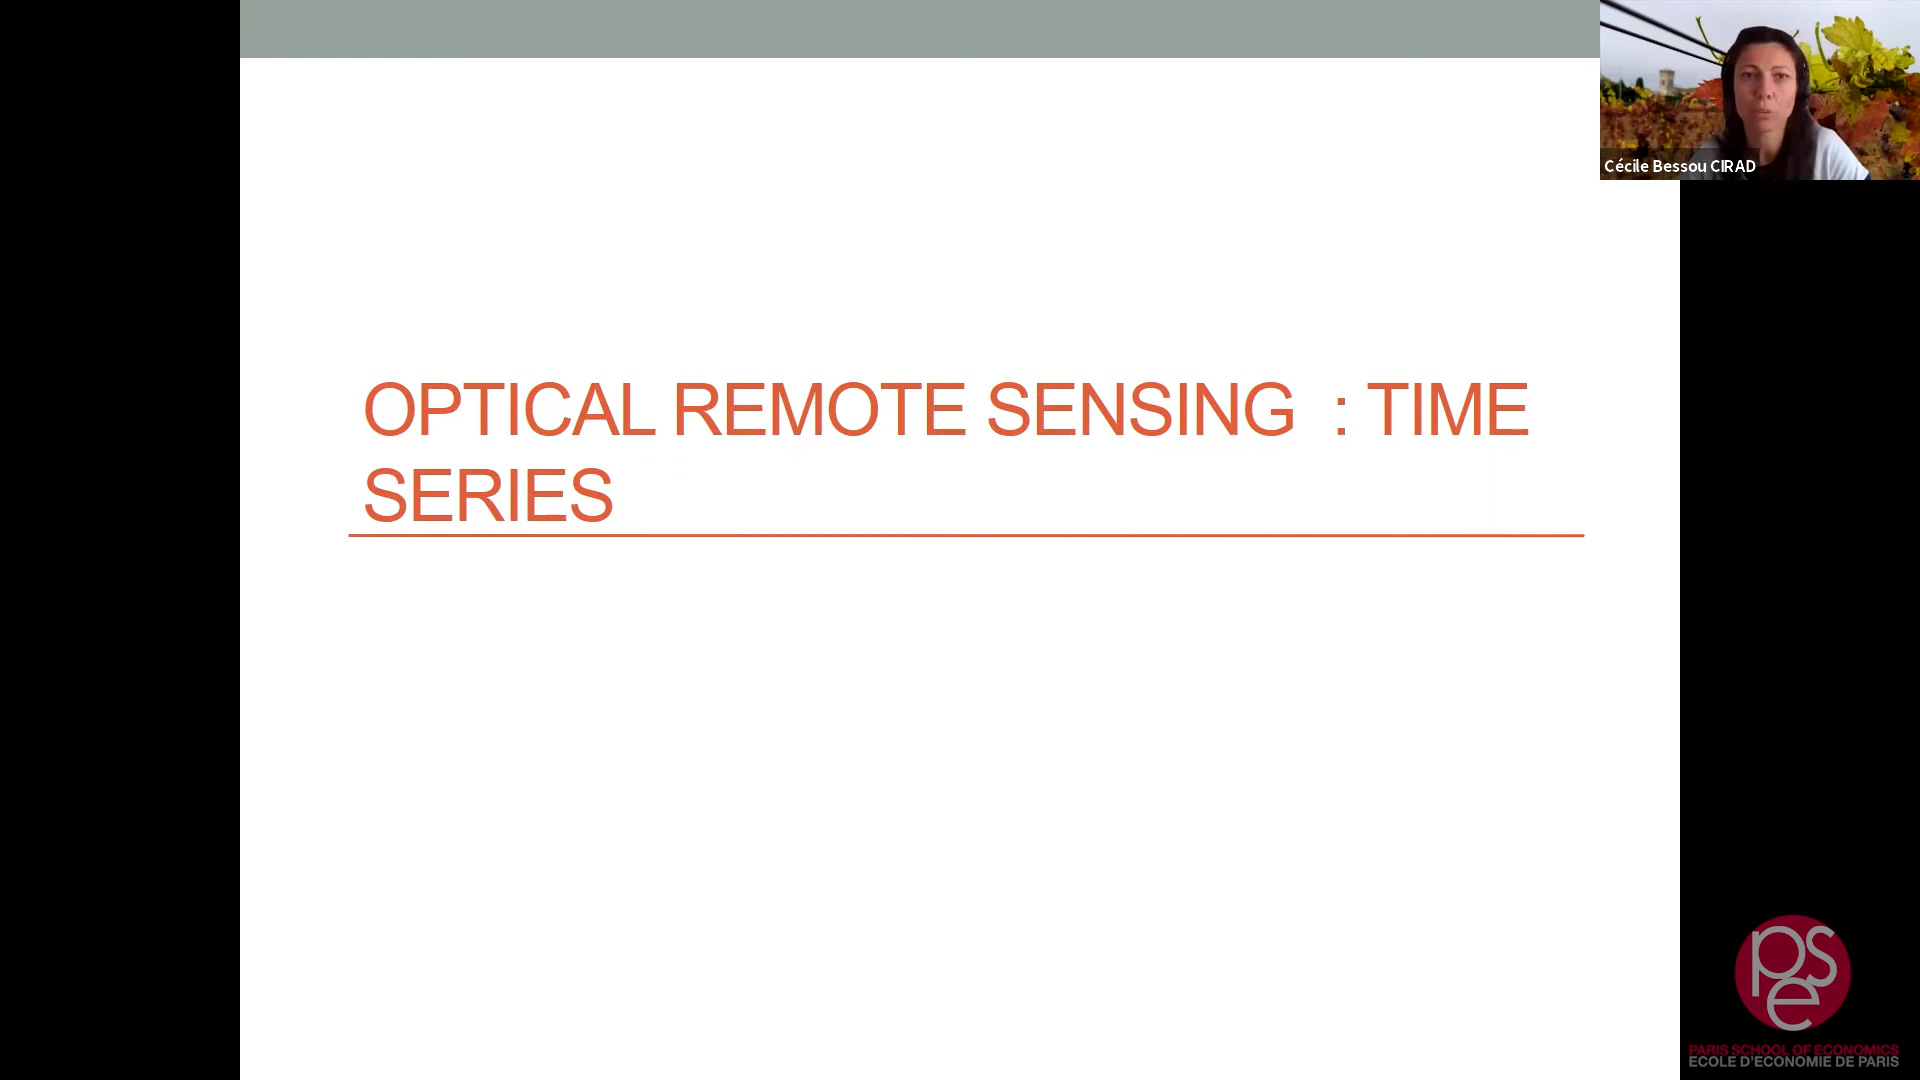 Cécile Bessou CIRAD
OPTICAL REMOTE SENSING : TIME
SERIES
pse
PARIS SCHOOL OF ECONOMICS
ECOLE D'ECONOMIE DE PARIS